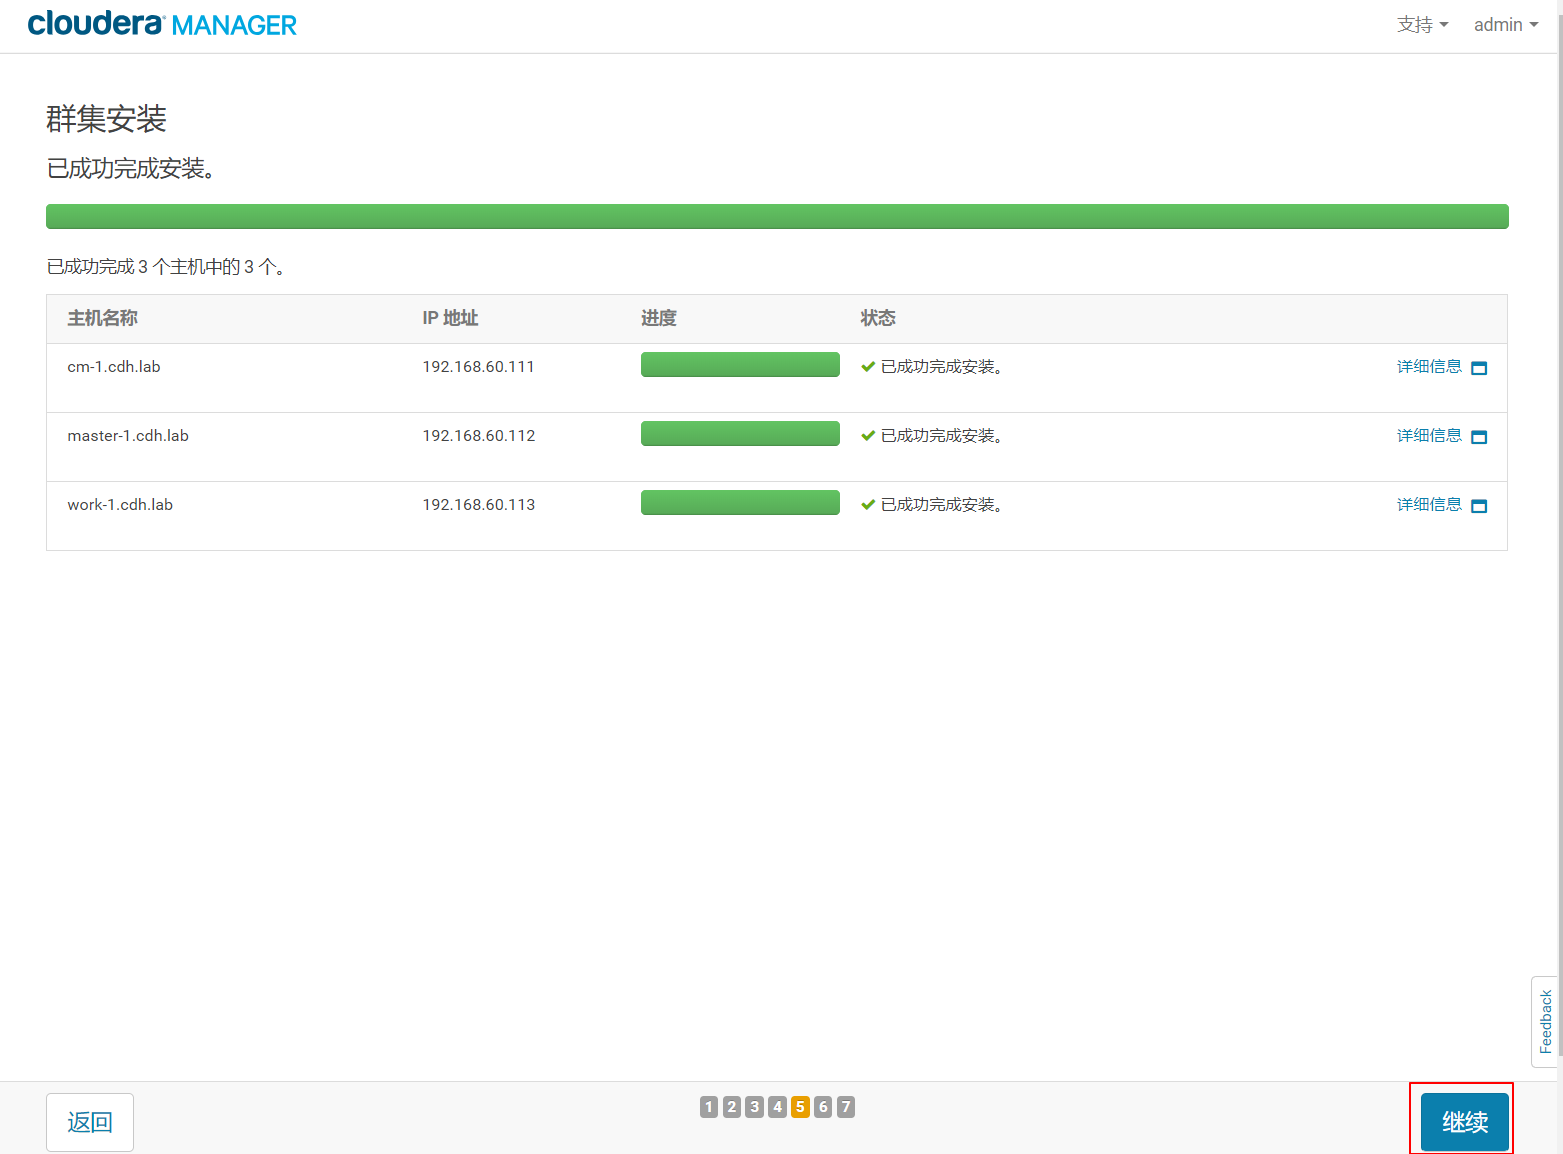 cloudera MANAGER 支持 admin
群集安装
已成功完成安装。
已成功完成 3 个主机中的 3 个。
主机名称 IP 地址 进度 状态
cm-1.cdh.lab 192.168.60.111 已成功完成安装。 详细信息
master-1.cdh.lab 192.168.60.112 已成功完成安装。 详细信息
work-1.cdh.lab 192.168.60.113 已成功完成安装。 详细信息
Feedback
返回 1 2 3 4 5 6 7 继续